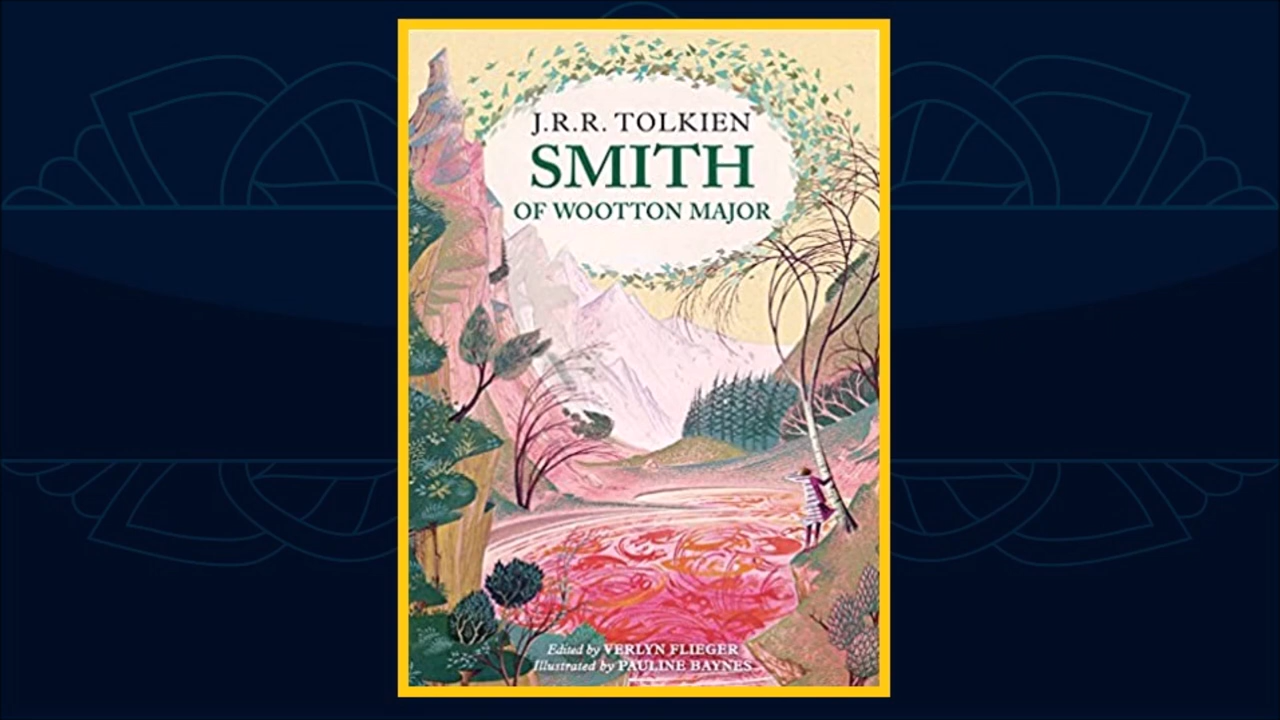 J.R.R. TOLKIEN
SMITH
OF WOOTTON MAJOR
Edited by VERLYN FLIEGER
Illustrated by PAULINE BAYNES